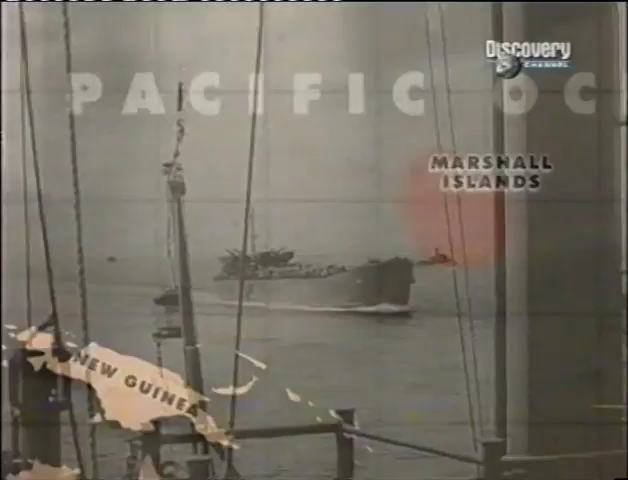 Discovery
CHANNEL
PACIFIC OC
MARSHALL
ISLANDS
NEW GUINEA